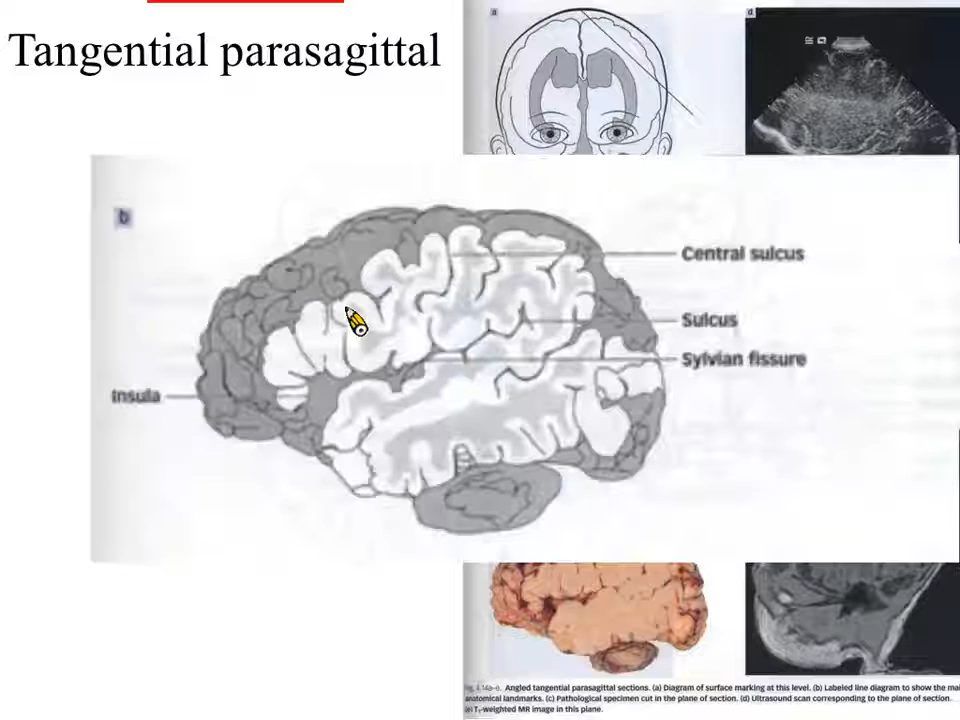 Tangential parasagittal
a
d
b
Central sulcus
Sulcus
Sylvian fissure
Insula
Angled tangential parasagittal sections. (a) Diagram of surface marking at this level. (b) Labeled line diagram to show the mai
anatomical landmarks. (c) Pathological specimen cut in the plane of section. (d) Ultrasound scan corresponding to the plane of section.
T₁-weighted MR image in this plane.